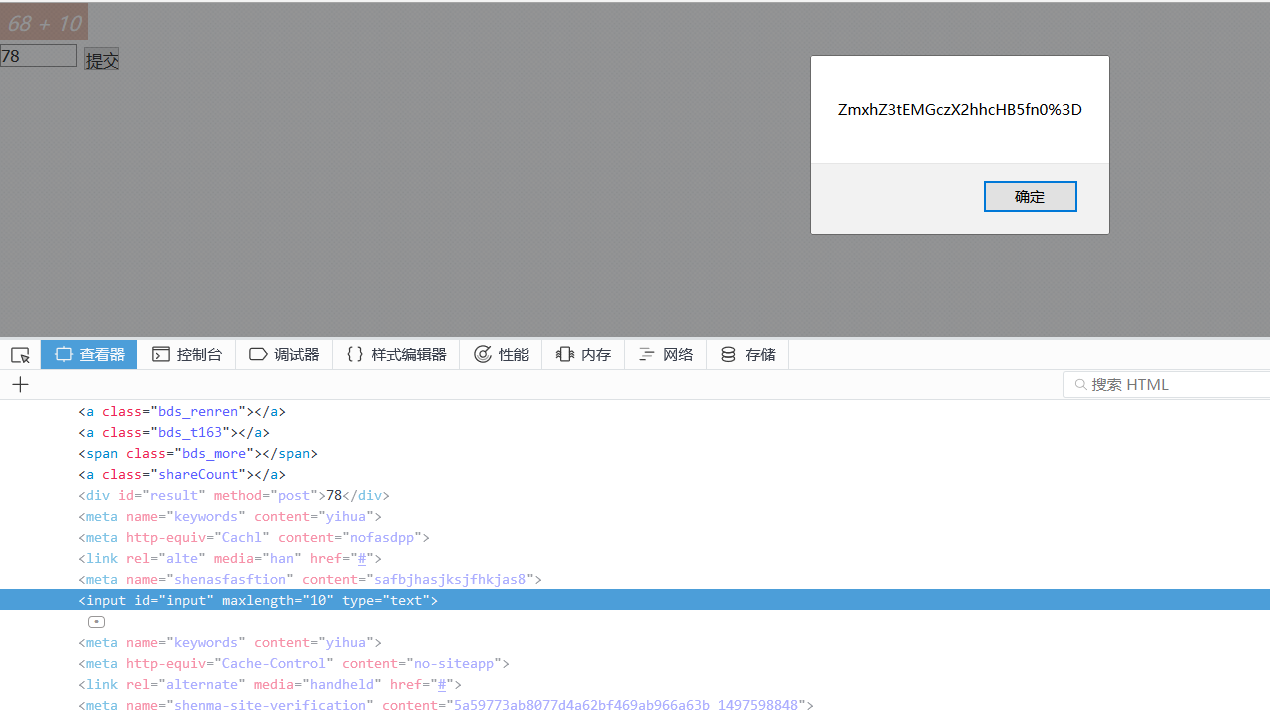 68 + 10
78 提交
ZmxhZ3tEMGczX2hhcHB5fn0%3D
确定
查看器 控制台 调试器 {} 样式编辑器 性能 内存 网络 存储
+ 搜索 HTML
<a class="bds_renren"></a>
<a class="bds_t163"></a>
<span class="bds_more"></span>
<a class="shareCount"></a>
<div id="result" method="post">78</div>
<meta name="keywords" content="yihua">
<meta http-equiv="Cachl" content="nofasdpp">
<link rel="alte" media="han" href="#">
<meta name="shenasfasftion" content="safbjhasjksjfhkjas8">
<input id="input" maxlength="10" type="text">
<meta name="keywords" content="yihua">
<meta http-equiv="Cache-Control" content="no-siteapp">
<link rel="alternate" media="handheld" href="#">
<meta name="shenma-site-verification" content="5a59773ab8077d4a62bf469ab966a63b_1497598848">